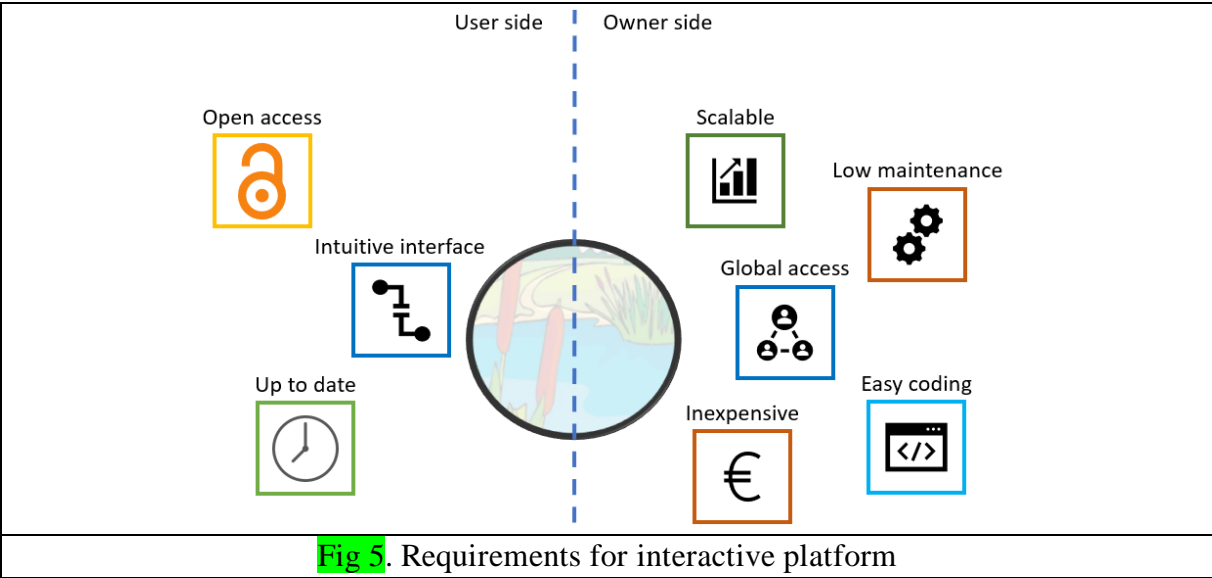 User side
Owner side
Open access
Intuitive interface
Up to date
Scalable
Low maintenance
Global access
Easy coding
Inexpensive
€
</>
Fig 5. Requirements for interactive platform